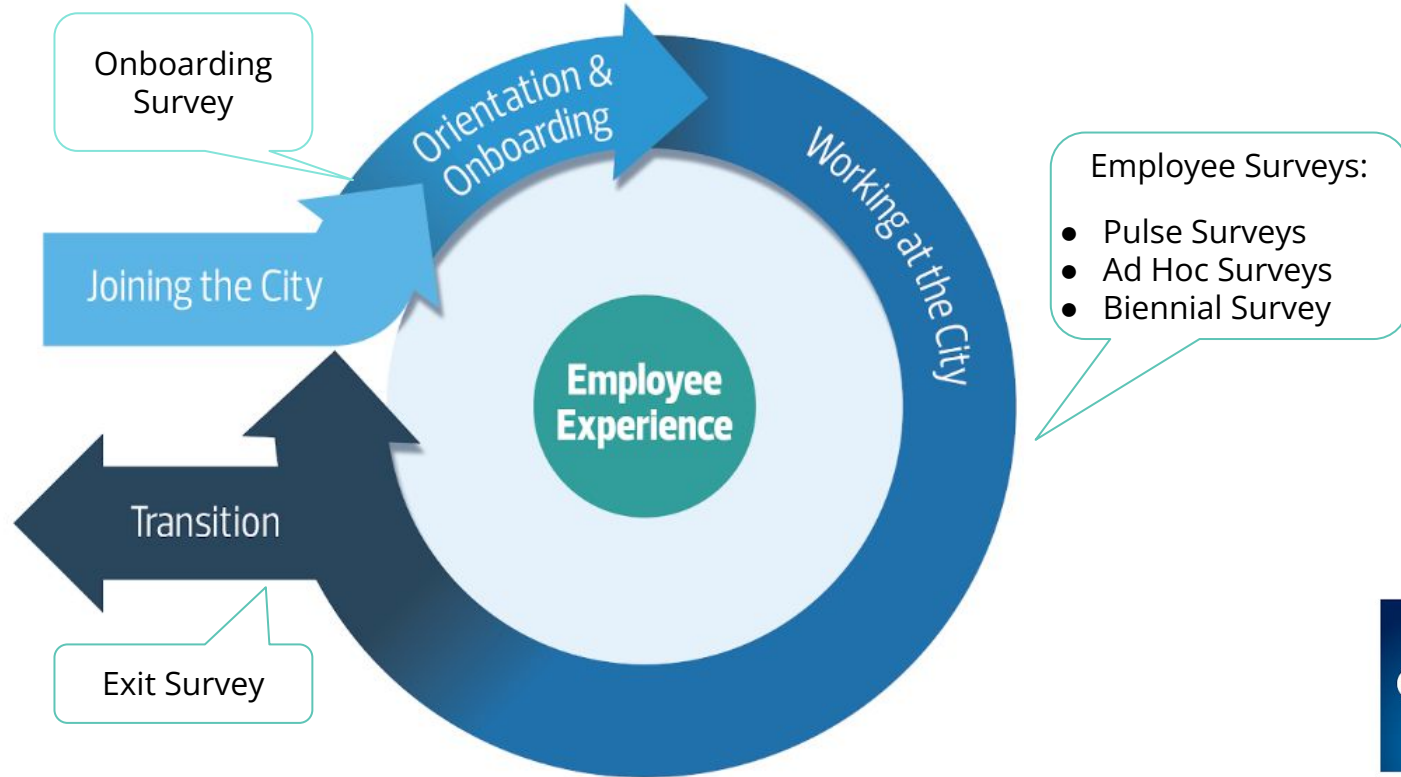 Onboarding
Survey
Orientation &
Onboarding
Joining the City
Working at the City
Employee Surveys:
● Pulse Surveys
● Ad Hoc Surveys
● Biennial Survey
Employee
Experience
Transition
Exit Survey